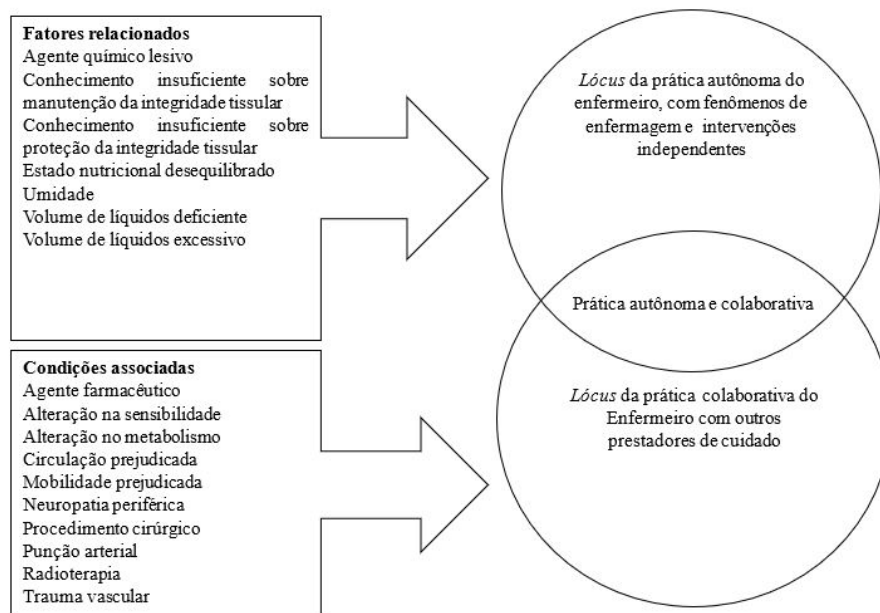 Fatores relacionados
Agente químico lesivo
Conhecimento insuficiente sobre
manutenção da integridade tissular
Conhecimento insuficiente sobre
proteção da integridade tissular
Estado nutricional desequilibrado
Umidade
Volume de líquidos deficiente
Volume de líquidos excessivo
Lócus da prática autônoma do
enfermeiro, com fenômenos de
enfermagem e intervenções
independentes
Prática autônoma e colaborativa
Condições associadas
Agente farmacêutico
Alteração na sensibilidade
Alteração no metabolismo
Circulação prejudicada
Mobilidade prejudicada
Neuropatia periférica
Procedimento cirúrgico
Punção arterial
Radioterapia
Trauma vascular
Lócus da prática colaborativa do
Enfermeiro com outros
prestadores de cuidado